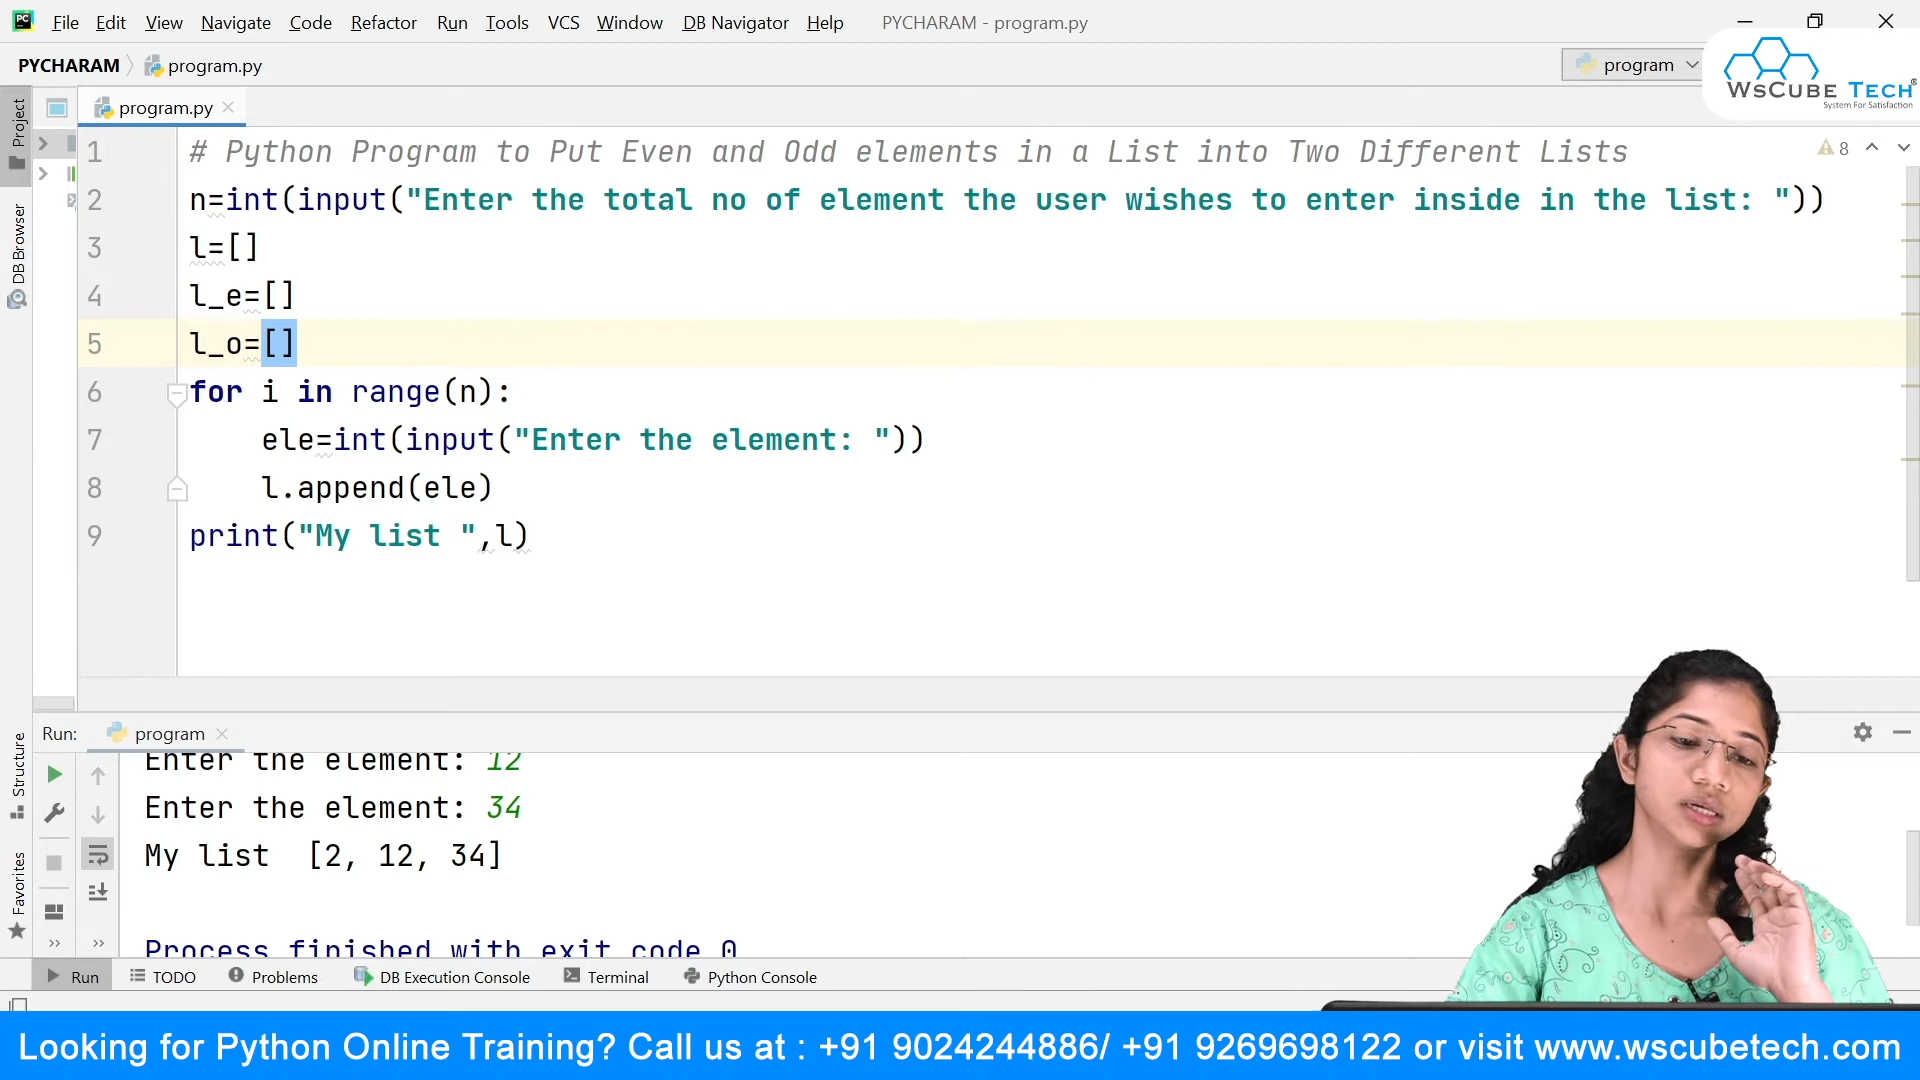 File Edit View Navigate Code Refactor Run Tools VCS Window DB Navigator Help PYCHARAM - program.py
PYCHARAM program.py
program
WsCube Tech®
System For Satisfaction
Project
DB Browser
Structure
Favorites
program.py
8
1 # Python Program to Put Even and Odd elements in a List into Two Different Lists
2 n=int(input("Enter the total no of element the user wishes to enter inside in the list: "))
3 l=[]
4 l_e=[]
5 l_o=[]
6 for i in range(n):
7 ele=int(input("Enter the element: "))
8 l.append(ele)
9 print("My list ",l)
Run: program
Enter the element: 12
Enter the element: 34
My list  [2, 12, 34]
Process finished with exit code 0
Run TODO Problems DB Execution Console Terminal Python Console
Looking for Python Online Training? Call us at : +91 9024244886/ +91 9269698122 or visit www.wscubetech.com